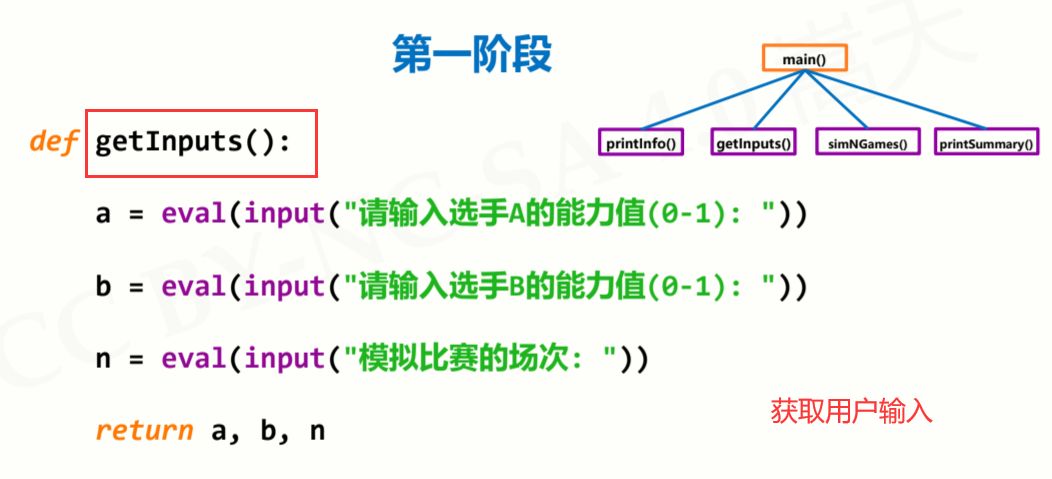 第一阶段
main()
printInfo()
getInputs()
simNGames()
printSummary()
def getInputs():
a = eval(input("请输入选手A的能力值(0-1): "))
b = eval(input("请输入选手B的能力值(0-1): "))
n = eval(input("模拟比赛的场次: "))
return a, b, n
获取用户输入
CC BY-NC-SA 4.0 嵩天